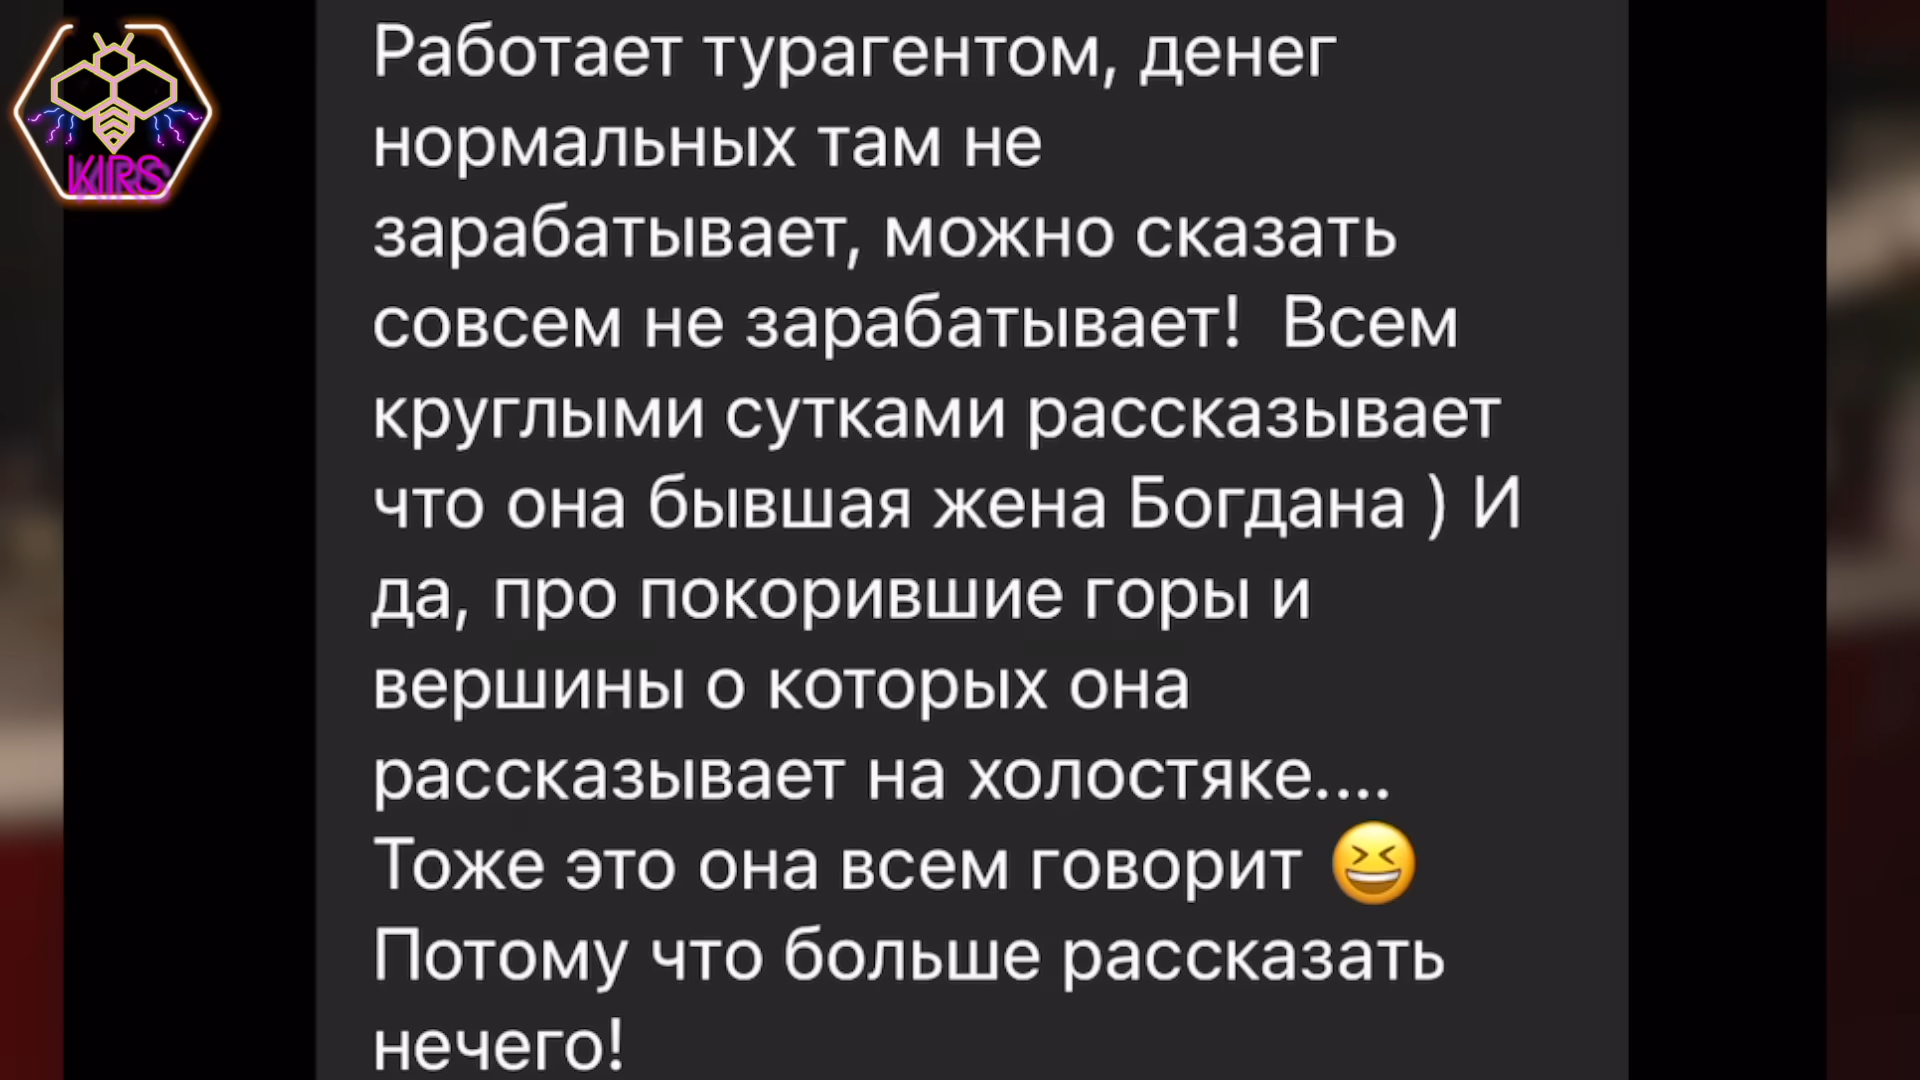 KIRS
Работает турагентом, денег
нормальных там не
зарабатывает, можно сказать
совсем не зарабатывает!  Всем
круглыми сутками рассказывает
что она бывшая жена Богдана ) И
да, про покорившие горы и
вершины о которых она
рассказывает на холостяке....
Тоже это она всем говорит 😆
Потому что больше рассказать
нечего!